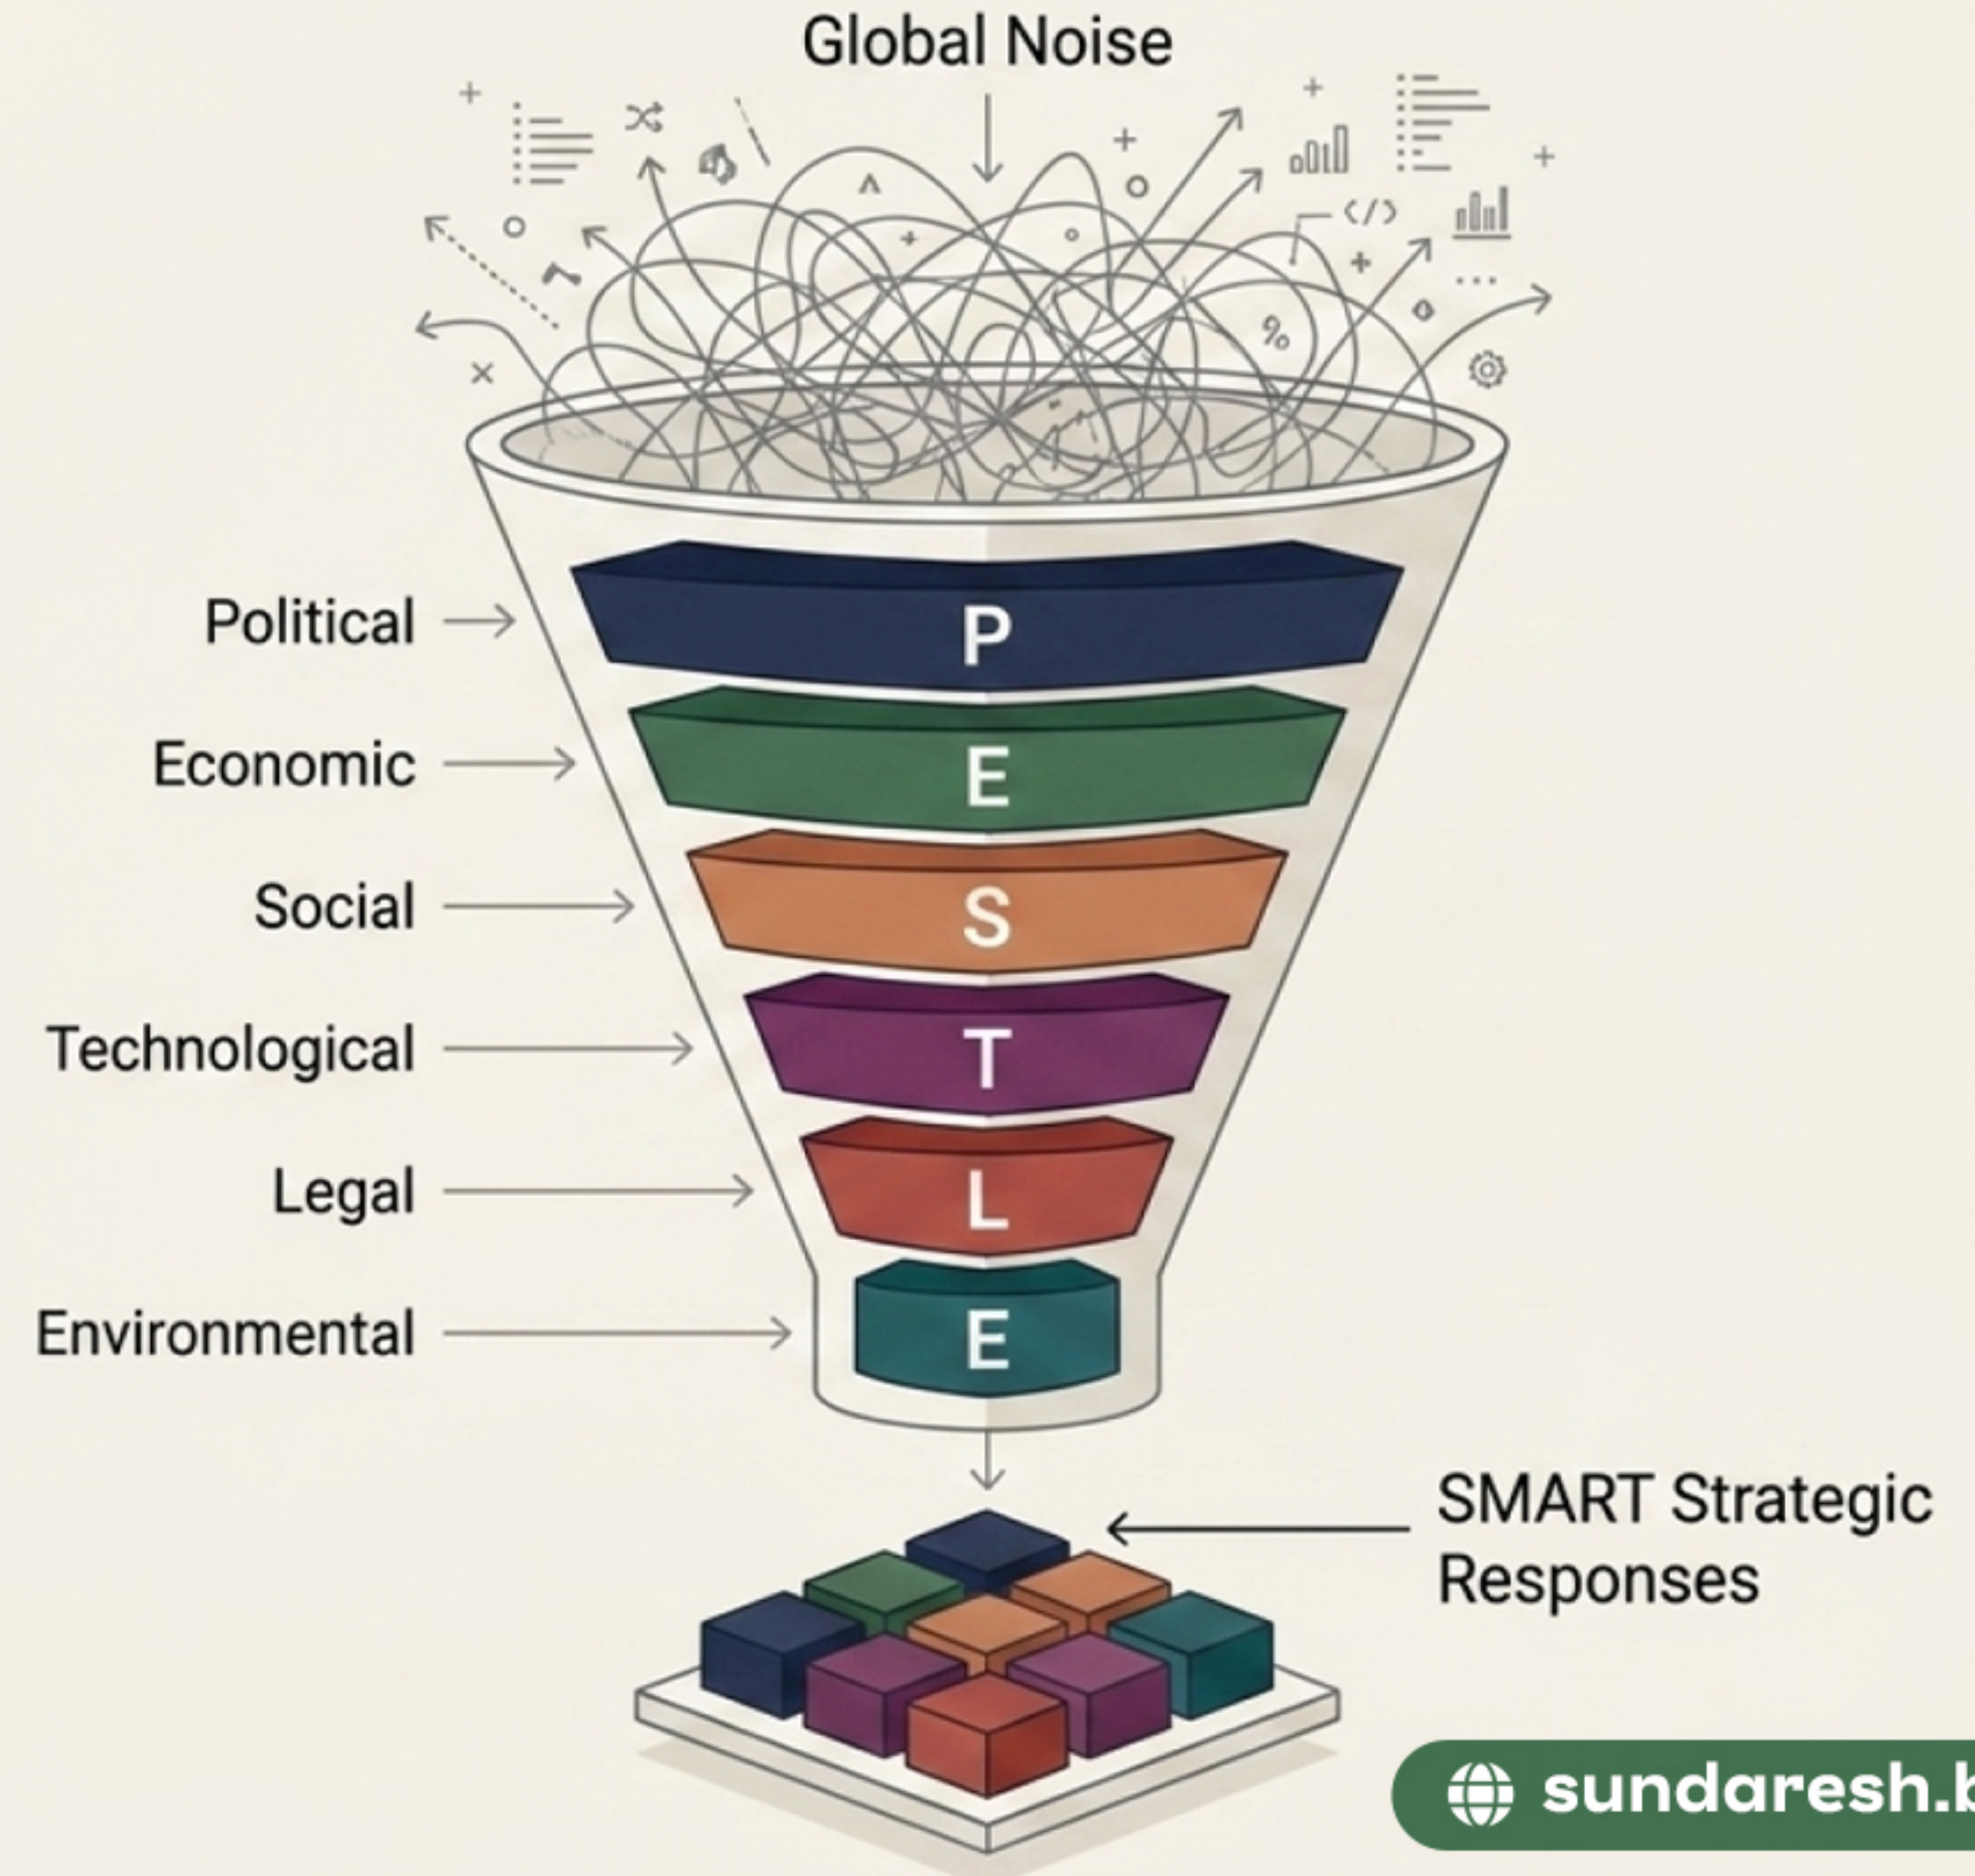 Global Noise
</>
%
Political
P
Economic
E
Social
S
Technological
T
Legal
L
Environmental
E
SMART Strategic
Responses
sundaresh.b